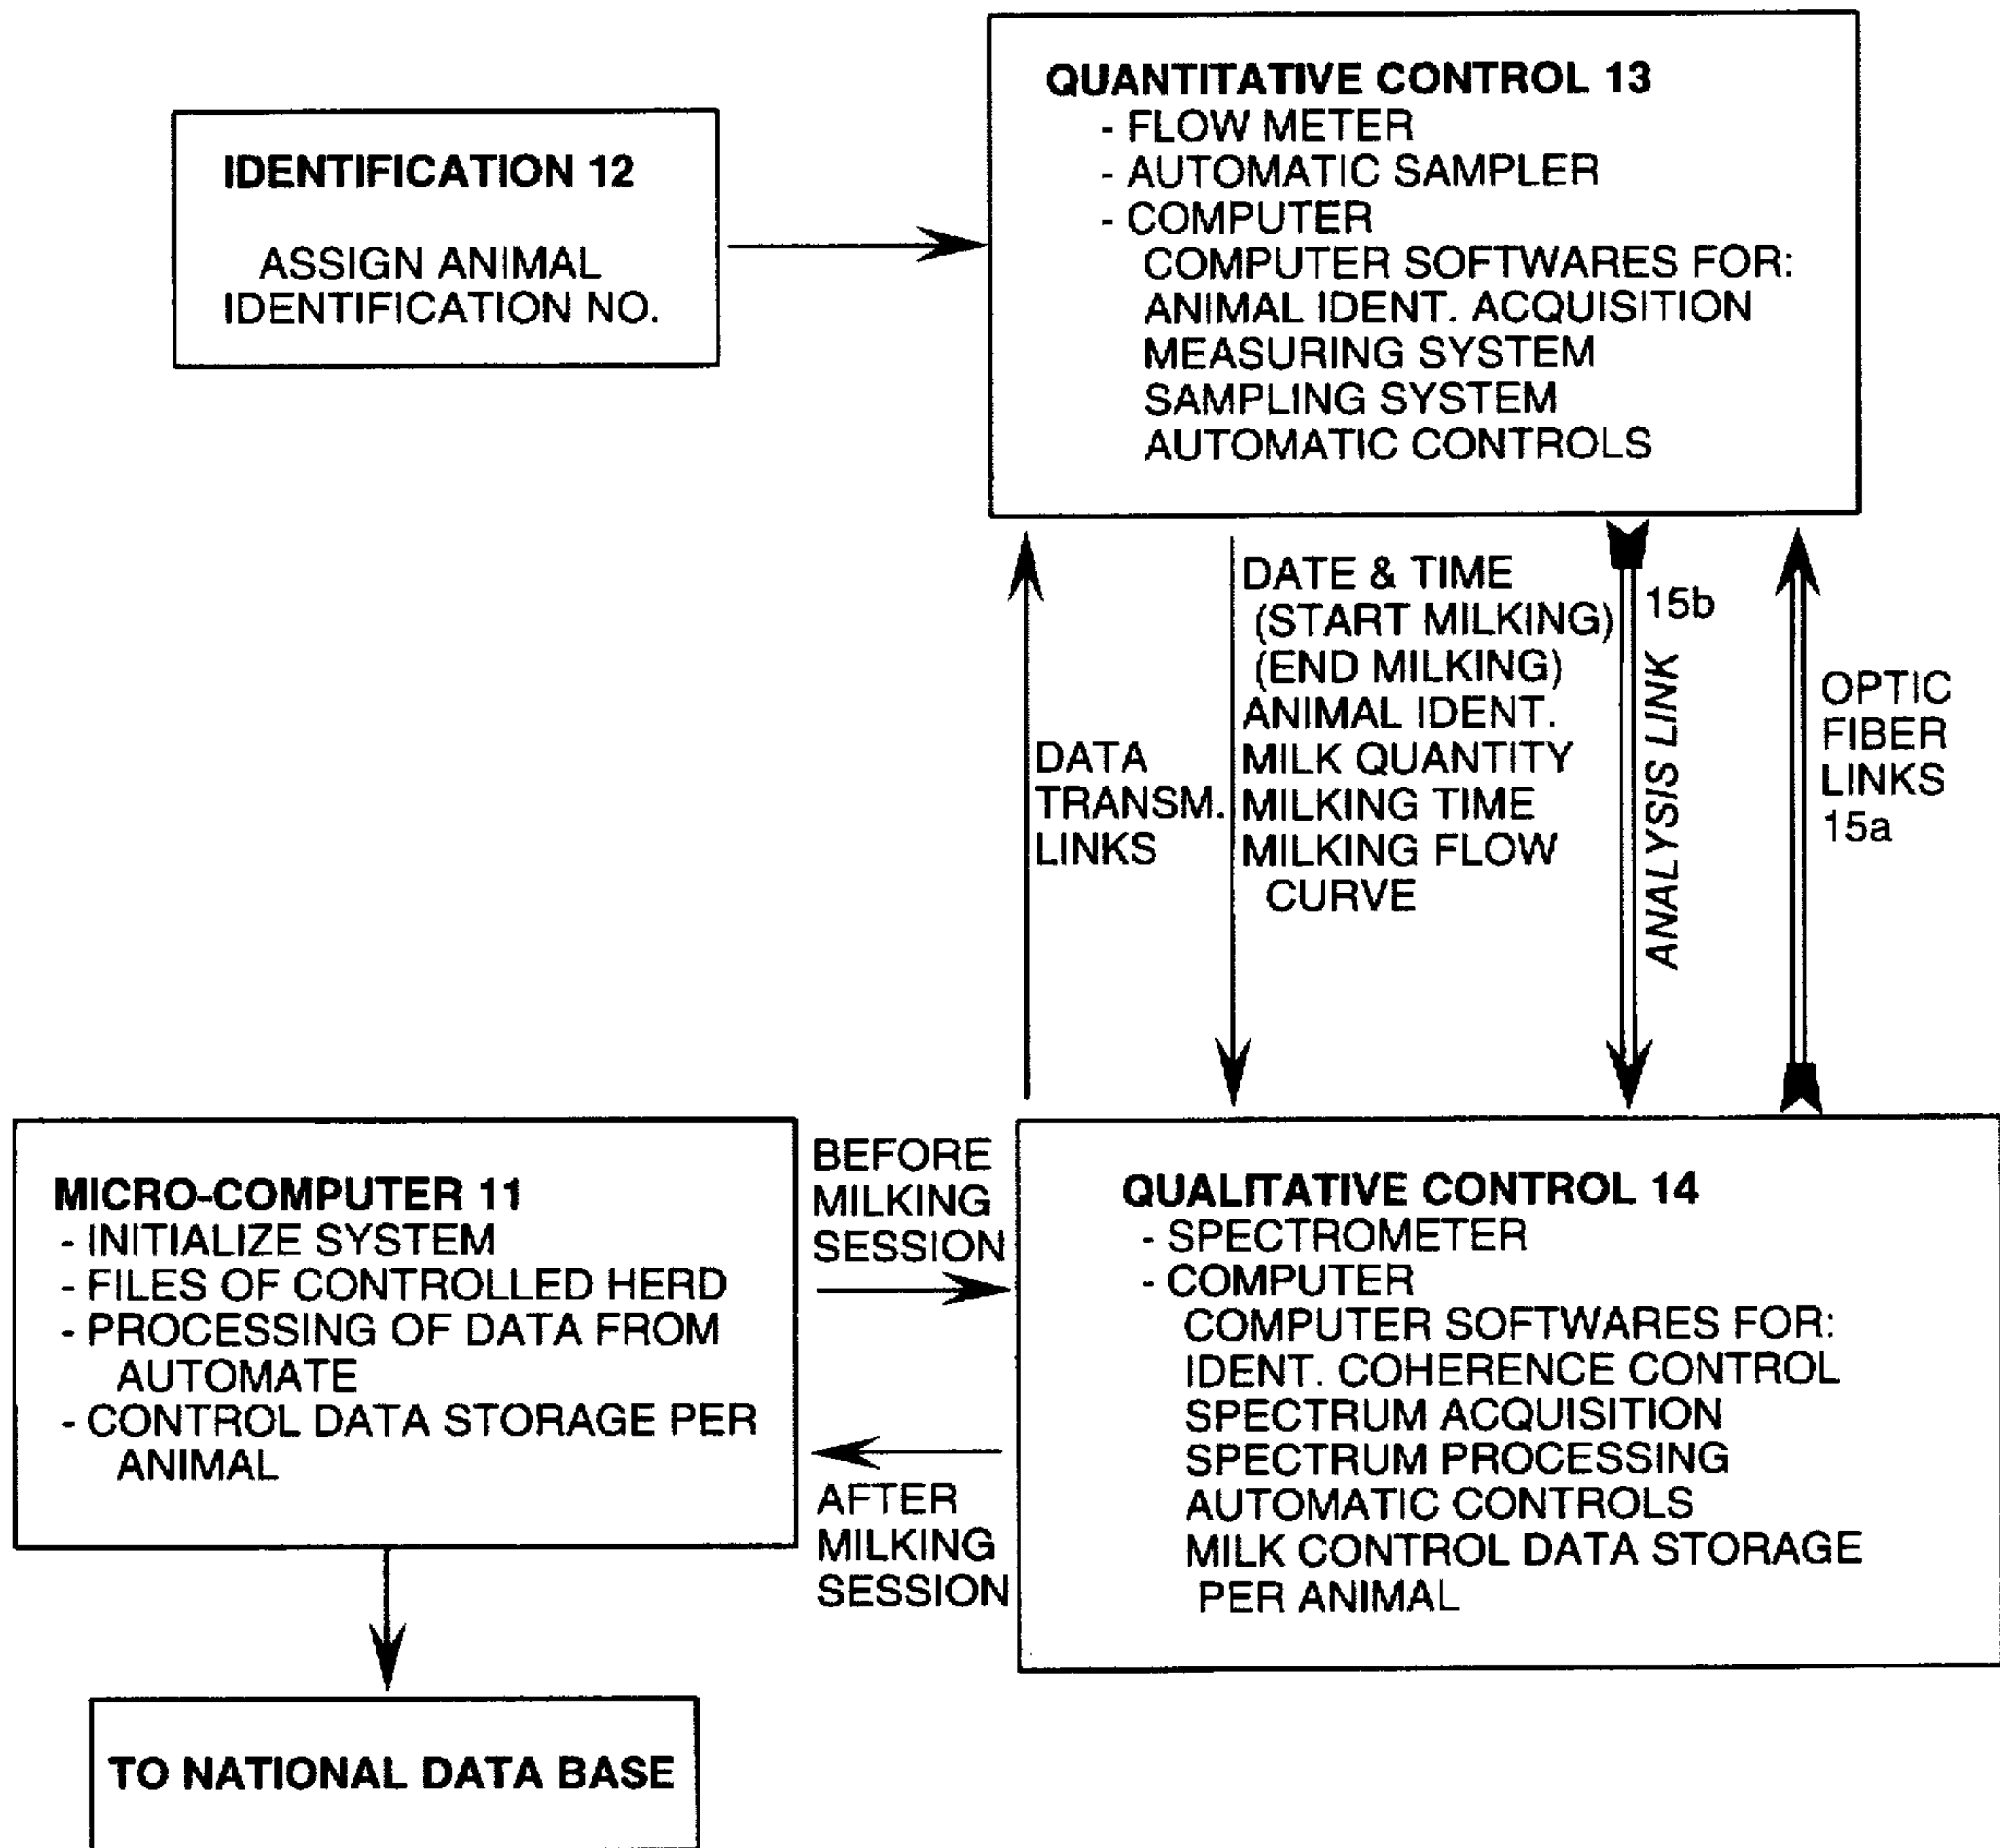 IDENTIFICATION 12
ASSIGN ANIMAL
IDENTIFICATION NO.
QUANTITATIVE CONTROL 13
- FLOW METER
- AUTOMATIC SAMPLER
- COMPUTER
COMPUTER SOFTWARES FOR:
ANIMAL IDENT. ACQUISITION
MEASURING SYSTEM
SAMPLING SYSTEM
AUTOMATIC CONTROLS
DATA
TRANSM.
LINKS
DATE & TIME
(START MILKING)
(END MILKING)
ANIMAL IDENT.
MILK QUANTITY
MILKING TIME
MILKING FLOW
CURVE
15b
ANALYSIS LINK
OPTIC
FIBER
LINKS
15a
MICRO-COMPUTER 11
- INITIALIZE SYSTEM
- FILES OF CONTROLLED HERD
- PROCESSING OF DATA FROM
AUTOMATE
- CONTROL DATA STORAGE PER
ANIMAL
BEFORE
MILKING
SESSION
AFTER
MILKING
SESSION
QUALITATIVE CONTROL 14
- SPECTROMETER
- COMPUTER
COMPUTER SOFTWARES FOR:
IDENT. COHERENCE CONTROL
SPECTRUM ACQUISITION
SPECTRUM PROCESSING
AUTOMATIC CONTROLS
MILK CONTROL DATA STORAGE
PER ANIMAL
TO NATIONAL DATA BASE